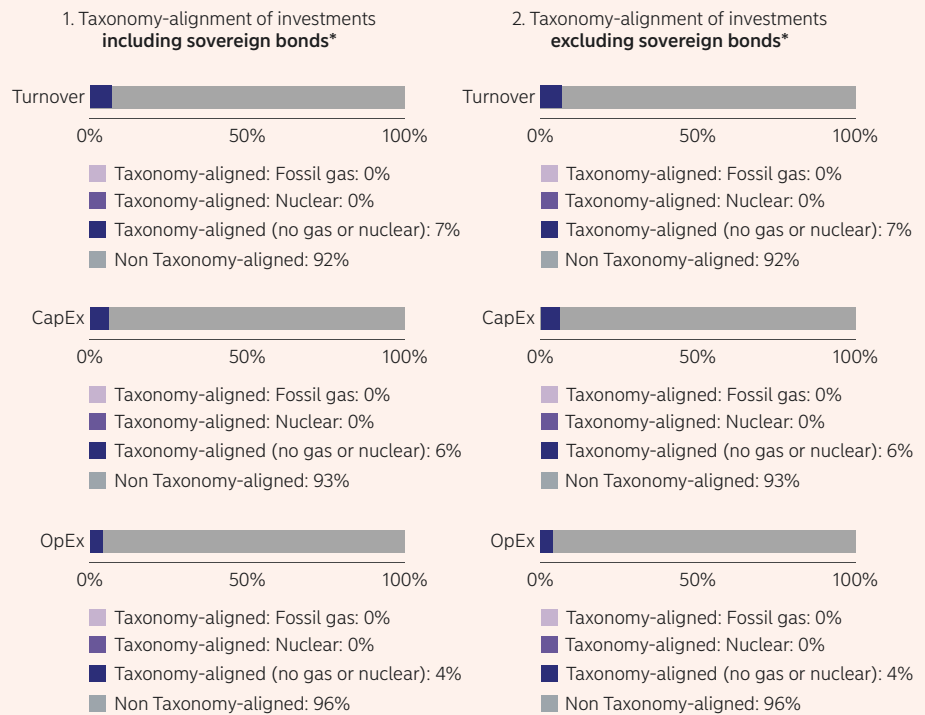 1. Taxonomy-alignment of investments
including sovereign bonds*
Turnover
0% 50% 100%
Taxonomy-aligned: Fossil gas: 0%
Taxonomy-aligned: Nuclear: 0%
Taxonomy-aligned (no gas or nuclear): 7%
Non Taxonomy-aligned: 92%
CapEx
0% 50% 100%
Taxonomy-aligned: Fossil gas: 0%
Taxonomy-aligned: Nuclear: 0%
Taxonomy-aligned (no gas or nuclear): 6%
Non Taxonomy-aligned: 93%
OpEx
0% 50% 100%
Taxonomy-aligned: Fossil gas: 0%
Taxonomy-aligned: Nuclear: 0%
Taxonomy-aligned (no gas or nuclear): 4%
Non Taxonomy-aligned: 96%
2. Taxonomy-alignment of investments
excluding sovereign bonds*
Turnover
0% 50% 100%
Taxonomy-aligned: Fossil gas: 0%
Taxonomy-aligned: Nuclear: 0%
Taxonomy-aligned (no gas or nuclear): 7%
Non Taxonomy-aligned: 92%
CapEx
0% 50% 100%
Taxonomy-aligned: Fossil gas: 0%
Taxonomy-aligned: Nuclear: 0%
Taxonomy-aligned (no gas or nuclear): 6%
Non Taxonomy-aligned: 93%
OpEx
0% 50% 100%
Taxonomy-aligned: Fossil gas: 0%
Taxonomy-aligned: Nuclear: 0%
Taxonomy-aligned (no gas or nuclear): 4%
Non Taxonomy-aligned: 96%